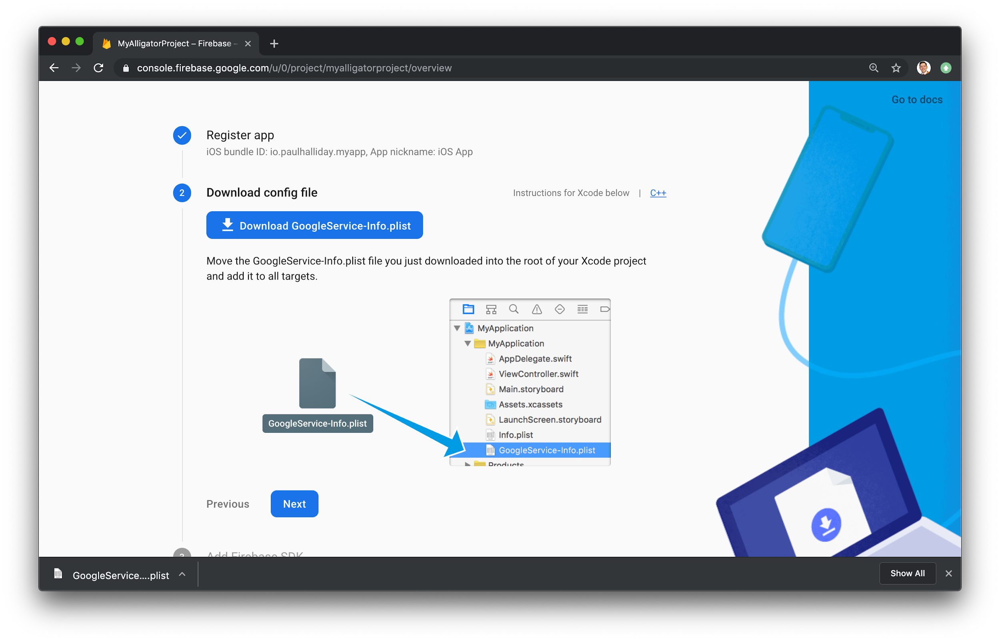 MyAlligatorProject – Firebase –
console.firebase.google.com/u/0/project/myalligatorproject/overview
Go to docs
Register app
iOS bundle ID: io.paulhalliday.myapp, App nickname: iOS App
2
Download config file
Instructions for Xcode below | C++
Download GoogleService-Info.plist
Move the GoogleService-Info.plist file you just downloaded into the root of your Xcode project
and add it to all targets.
MyApplication
MyApplication
AppDelegate.swift
ViewController.swift
Main.storyboard
Assets.xcassets
LaunchScreen.storyboard
Info.plist
GoogleService-Info.plist
Products
GoogleService-Info.plist
Previous
Next
3
Add Firebase SDK
GoogleService....plist
Show All